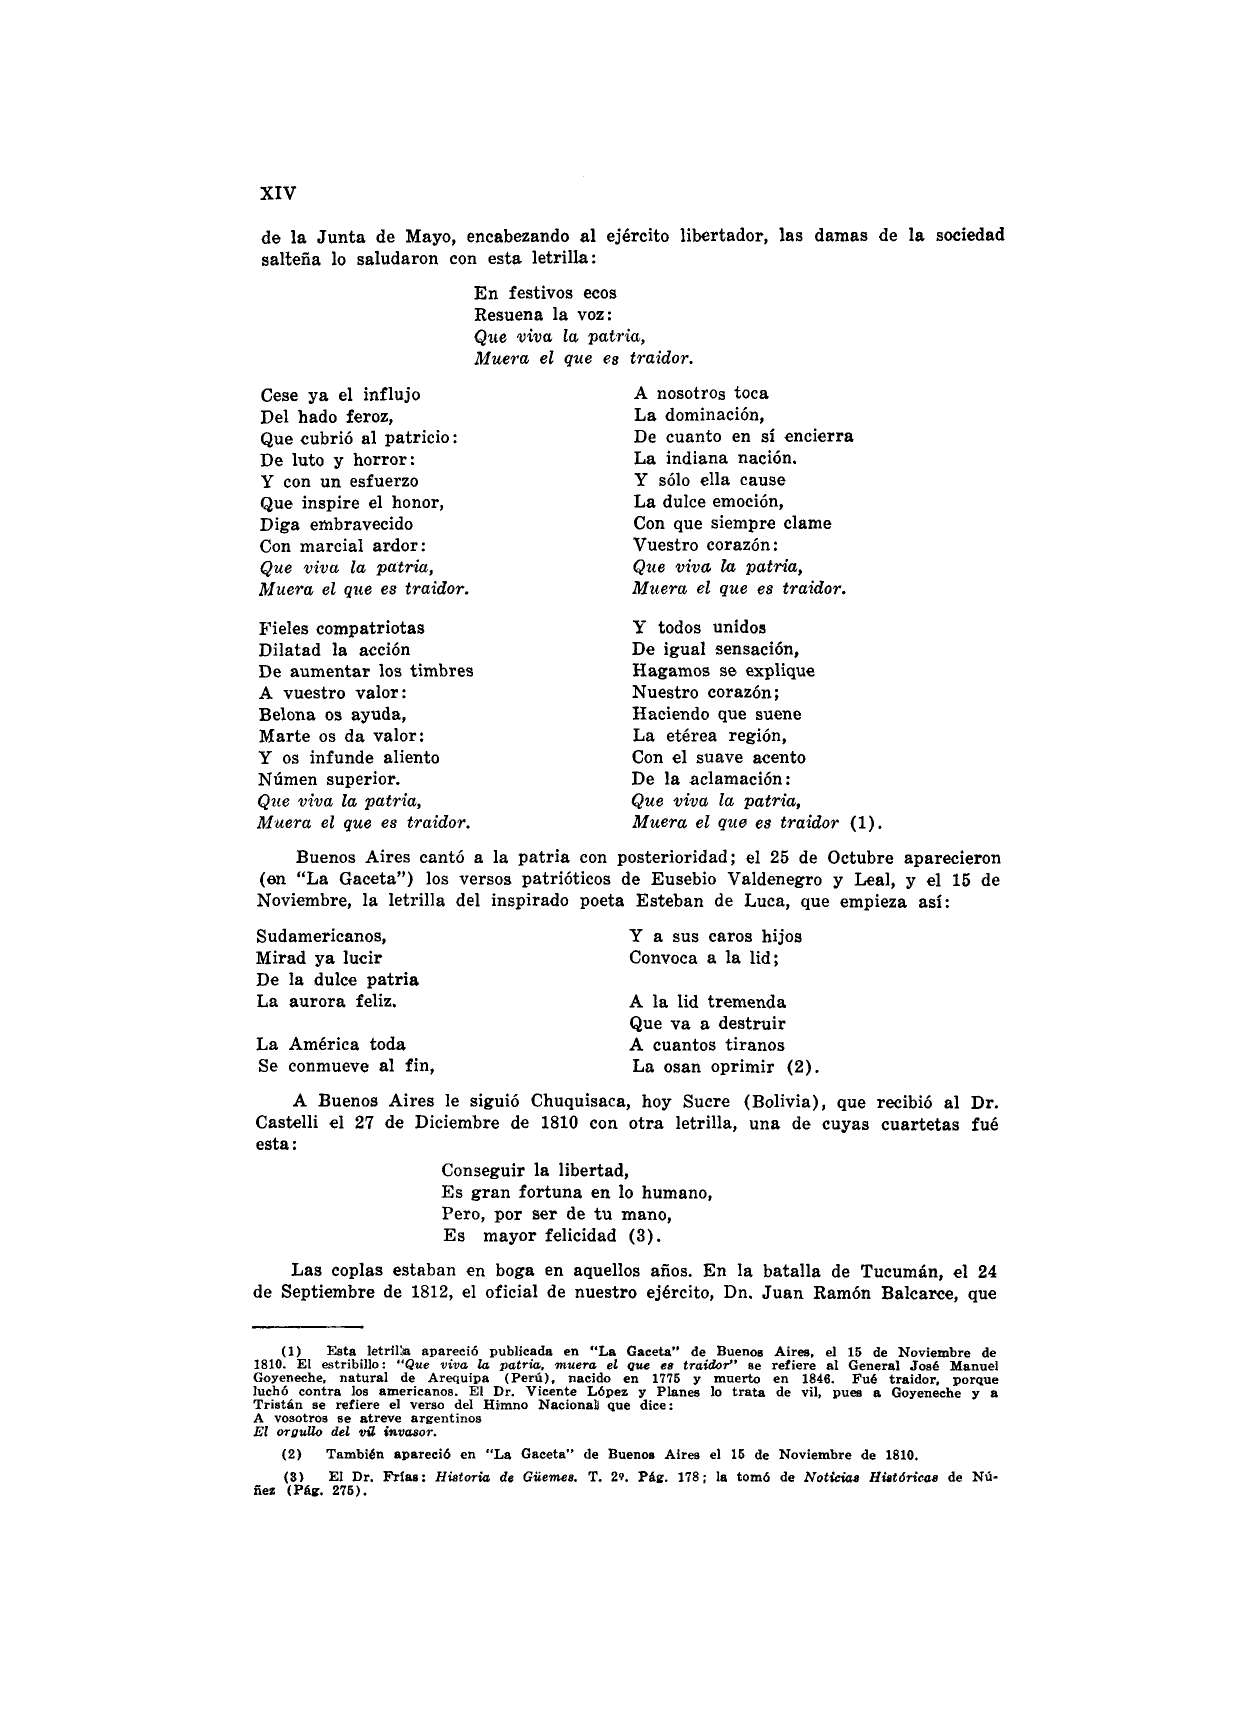 XIV
de la Junta de Mayo, encabezando al ejército libertador, las damas de la sociedad
salteña lo saludaron con esta letrilla:
En festivos ecos
Resuena la voz:
Que viva la patria,
Muera el que es traidor.
Cese ya el influjo
Del hado feroz,
Que cubrió al patricio:
De luto y horror:
Y con un esfuerzo
Que inspire el honor,
Diga embravecido
Con marcial ardor:
Que viva la patria,
Muera el que es traidor.
Fieles compatriotas
Dilatad la acción
De aumentar los timbres
A vuestro valor:
Belona os ayuda,
Marte os da valor:
Y os infunde aliento
Númen superior.
Que viva la patria,
Muera el que es traidor.
A nosotros toca
La dominación,
De cuanto en sí encierra
La indiana nación.
Y sólo ella cause
La dulce emoción,
Con que siempre clame
Vuestro corazón:
Que viva la patria,
Muera el que es traidor.
Y todos unidos
De igual sensación,
Hagamos se explique
Nuestro corazón;
Haciendo que suene
La etérea región,
Con el suave acento
De la aclamación:
Que viva la patria,
Muera el que es traidor (1).
Buenos Aires cantó a la patria con posterioridad; el 25 de Octubre aparecieron
(en "La Gaceta") los versos patrióticos de Eusebio Valdenegro y Leal, y el 15 de
Noviembre, la letrilla del inspirado poeta Esteban de Luca, que empieza así:
Sudamericanos,
Mirad ya lucir
De la dulce patria
La aurora feliz.
La América toda
Se conmueve al fin,
Y a sus caros hijos
Convoca a la lid;
A la lid tremenda
Que va a destruir
A cuantos tiranos
La osan oprimir (2).
A Buenos Aires le siguió Chuquisaca, hoy Sucre (Bolivia), que recibió al Dr.
Castelli el 27 de Diciembre de 1810 con otra letrilla, una de cuyas cuartetas fué
esta:
Conseguir la libertad,
Es gran fortuna en lo humano,
Pero, por ser de tu mano,
Es mayor felicidad (3).
Las coplas estaban en boga en aquellos años. En la batalla de Tucumán, el 24
de Septiembre de 1812, el oficial de nuestro ejército, Dn. Juan Ramón Balcarce, que
(1) Esta letrilla apareció publicada en "La Gaceta" de Buenos Aires, el 15 de Noviembre de
1810. El estribillo: "Que viva la patria, muera el que es traidor" se refiere al General José Manuel
Goyeneche, natural de Arequipa (Perú), nacido en 1775 y muerto en 1846. Fué traidor, porque
luchó contra los americanos. El Dr. Vicente López y Planes lo trata de vil, pues a Goyeneche y a
Tristán se refiere el verso del Himno Nacional que dice:
A vosotros se atreve argentinos
El orgullo del vil invasor.
(2) También apareció en "La Gaceta" de Buenos Aires el 15 de Noviembre de 1810.
(3) El Dr. Frías: Historia de Güemes. T. 2º. Pág. 178; la tomó de Noticias Históricas de Nú-
ñez (Pág. 275).